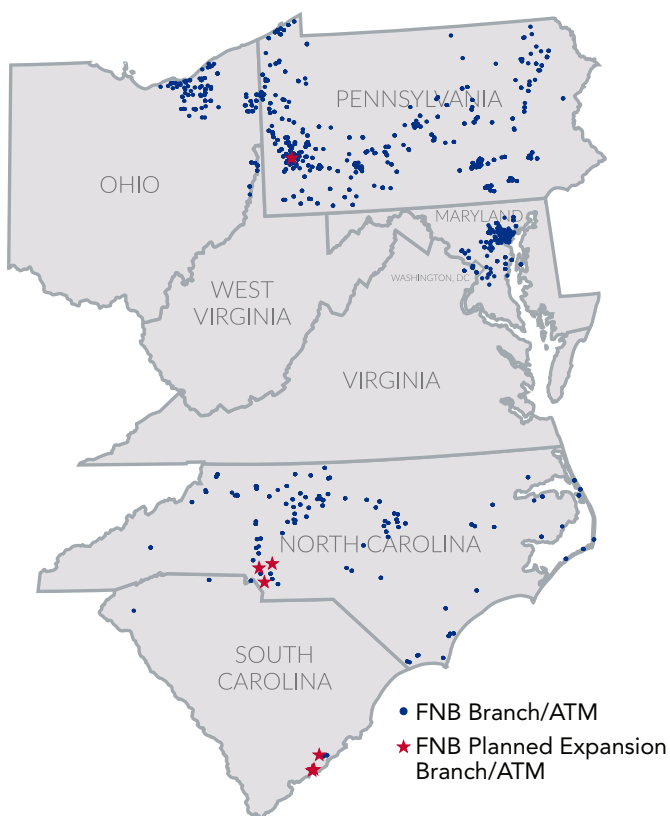 PENNSYLVANIA
OHIO
MARYLAND
WASHINGTON, DC
WEST
VIRGINIA
VIRGINIA
NORTH CAROLINA
SOUTH
CAROLINA
FNB Branch/ATM
FNB Planned Expansion
Branch/ATM